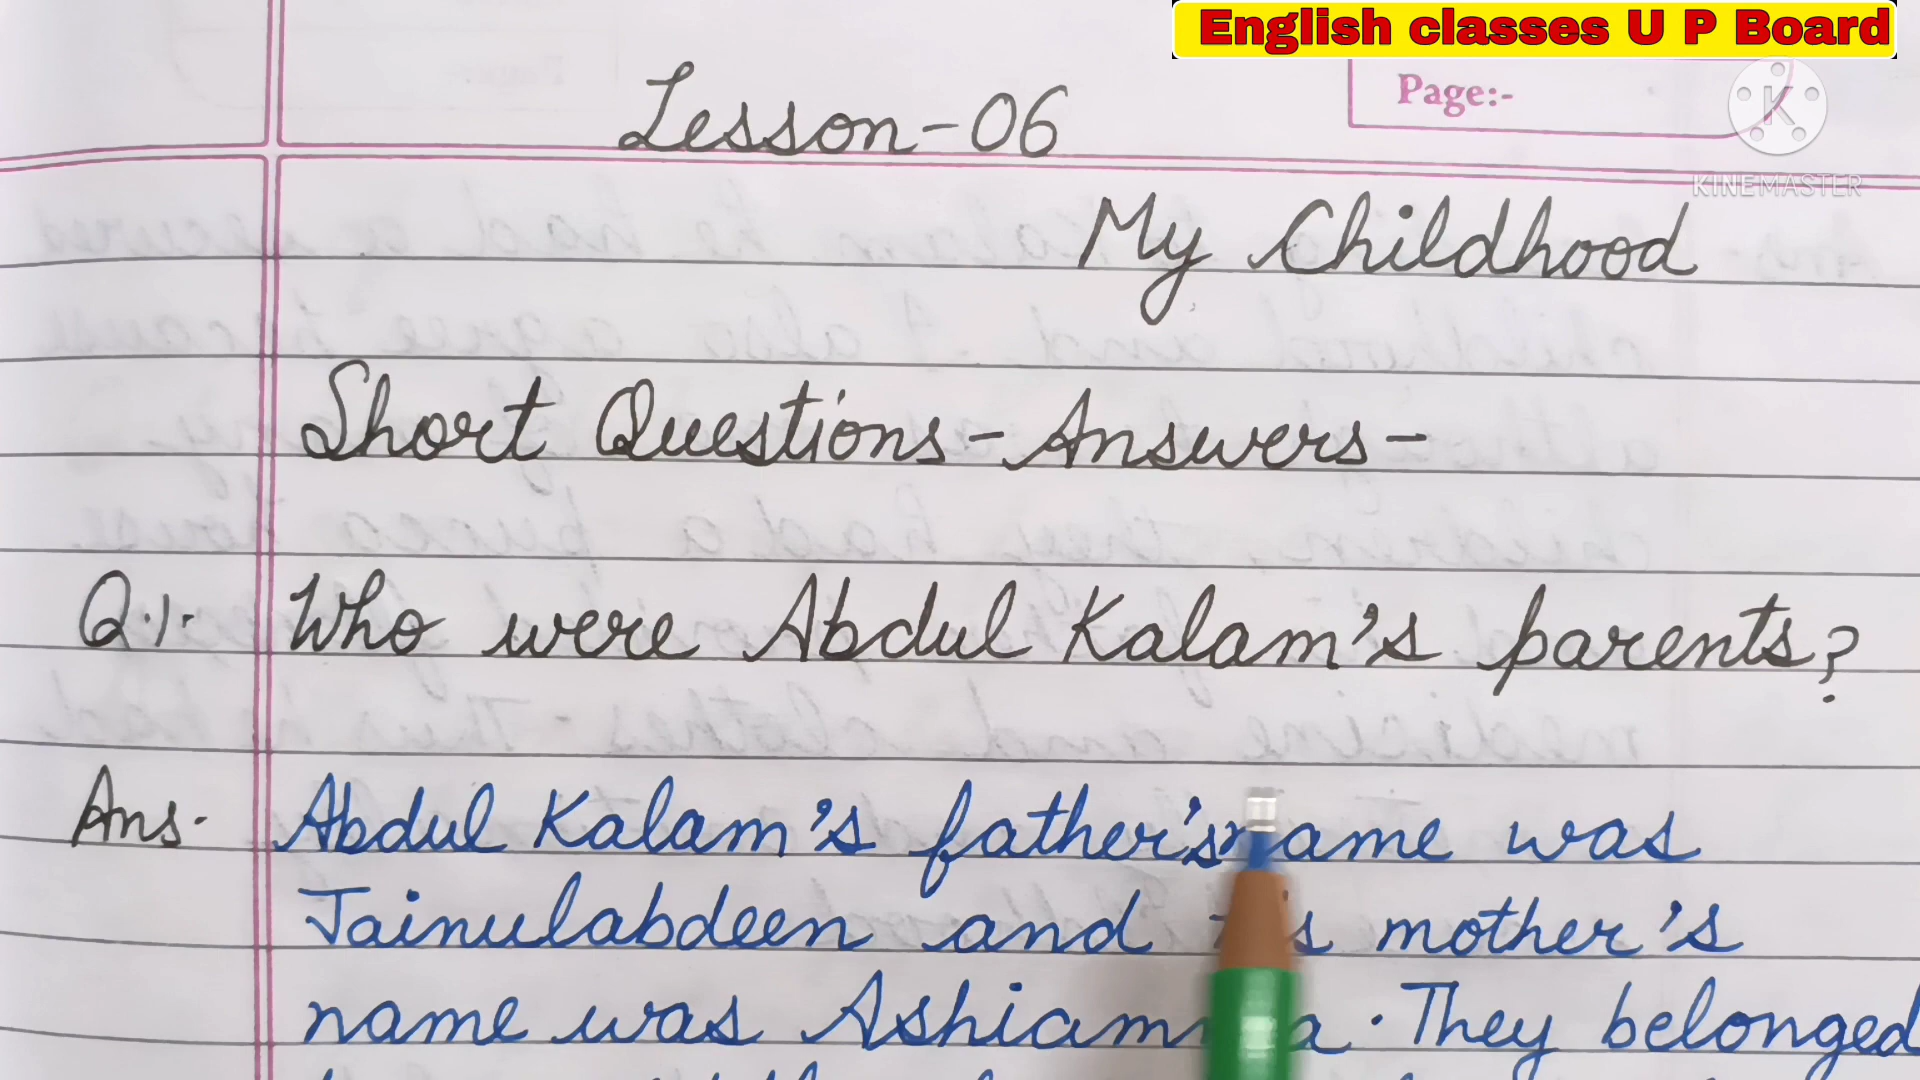 English classes U P Board
Page:-
KINEMASTER
Lesson-06
My Childhood
Short Questions-Answers-
Q.1. Who were Abdul Kalam's parents?
Ans. Abdul Kalam's father's name was
Jainulabdeen and mother's
name was Ashiamma. They belonged